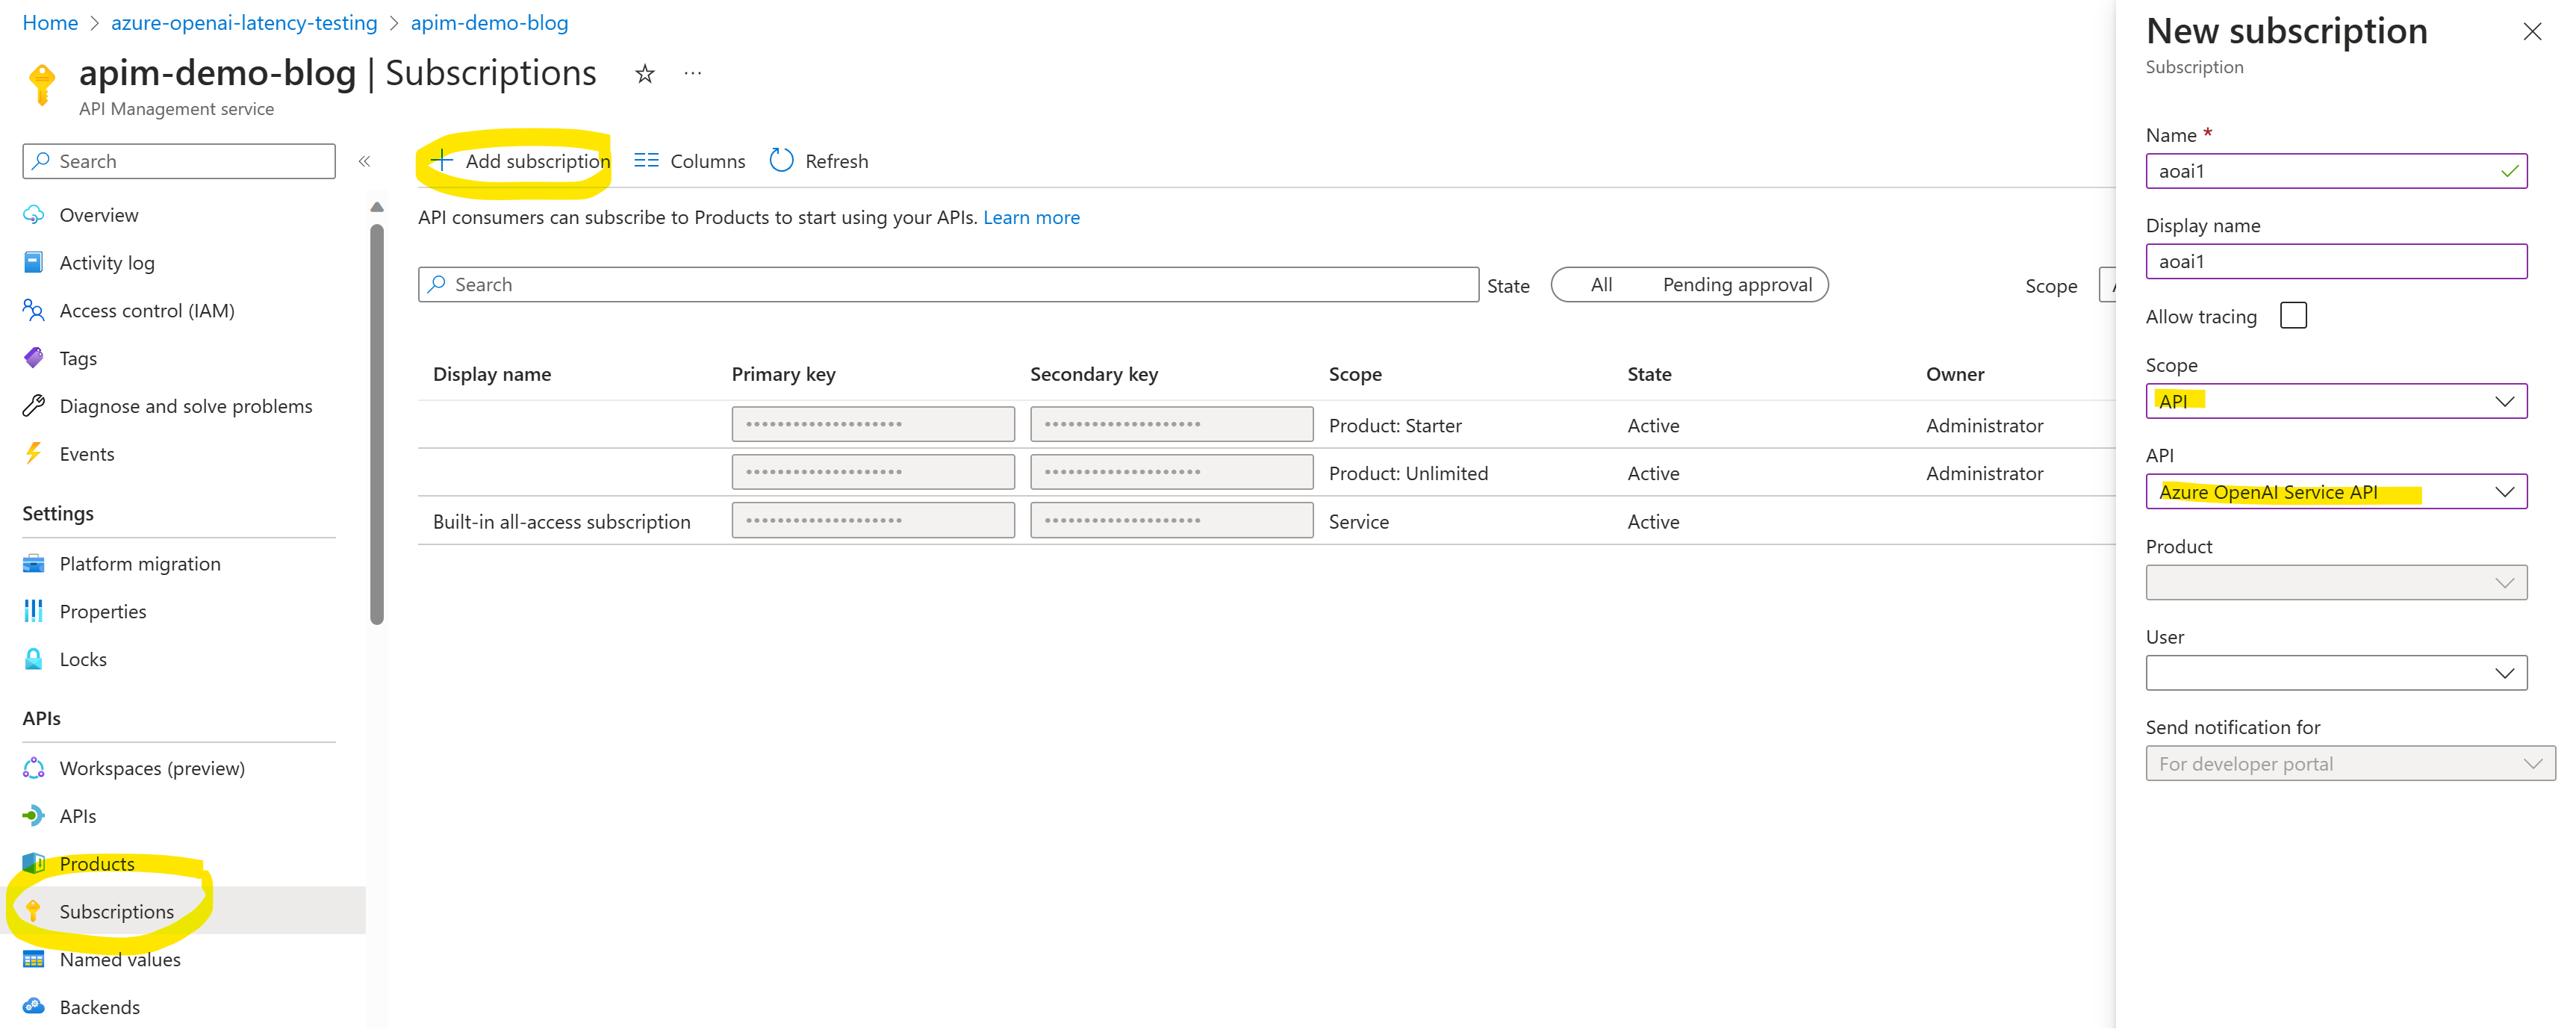 Home > azure-openai-latency-testing > apim-demo-blog
apim-demo-blog | Subscriptions
API Management service
Search
Overview
Activity log
Access control (IAM)
Tags
Diagnose and solve problems
Events
Settings
Platform migration
Properties
Locks
APIs
Workspaces (preview)
APIs
Products
Subscriptions
Named values
Backends
Add subscription Columns Refresh
API consumers can subscribe to Products to start using your APIs. Learn more
Search State All Pending approval Scope
Display name Primary key Secondary key Scope State Owner
Product: Starter Active Administrator
Product: Unlimited Active Administrator
Built-in all-access subscription Service Active
New subscription
Subscription
Name *
aoai1
Display name
aoai1
Allow tracing
Scope
API
API
Azure OpenAI Service API
Product
User
Send notification for
For developer portal